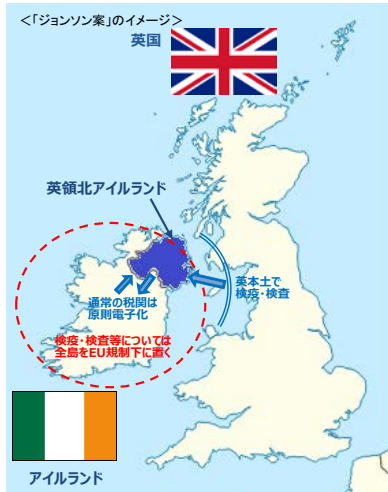 ＜「ジョンソン案」のイメージ＞
英国
英領北アイルランド
通常の税関は
原則電子化
英本土で
検疫・検査
検疫・検査等については
全島をEU規制下に置く
アイルランド